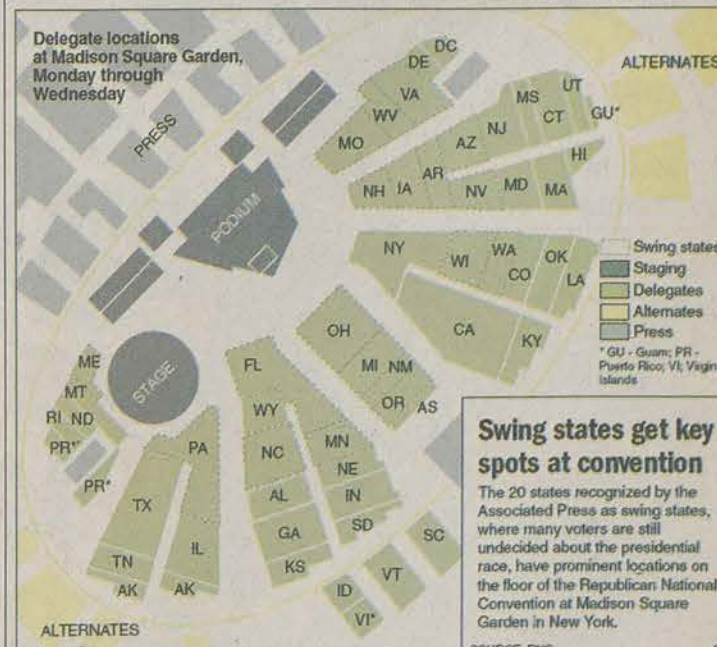 Delegate locations
at Madison Square Garden,
Monday through
Wednesday
PRESS
PODIUM
STAGE
ALTERNATES
DC
DE
VA
WV
MO
UT
MS
CT
GU*
NJ
AZ
HI
AR
NH IA
NV
MD
MA
NY
WI
WA
CO
OK
LA
CA
KY
OH
MI
NM
OR
AS
FL
WY
NC
MN
NE
AL
IN
GA
SD
KS
ME
MT
RI
ND
PR*
PR*
PA
TX
IL
TN
AK
AK
SC
VT
ID
VI*
ALTERNATES
Swing states
Staging
Delegates
Alternates
Press
* GU - Guam; PR -
Puerto Rico; VI; Virgin
Islands
Swing states get key
spots at convention
The 20 states recognized by the
Associated Press as swing states,
where many voters are still
undecided about the presidential
race, have prominent locations on
the floor of the Republican National
Convention at Madison Square
Garden in New York.